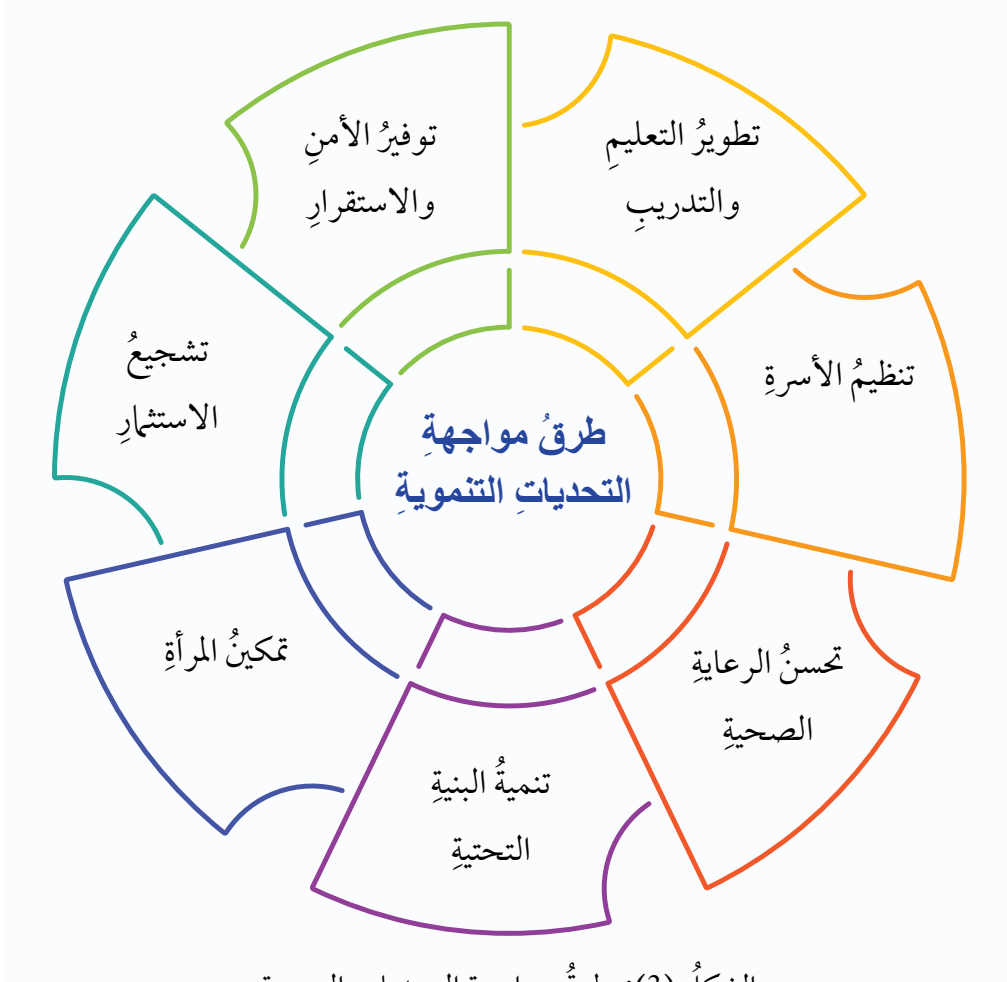 طرقُ مواجهةِ
التحدياتِ التنمويةِ
تطويرُ التعليمِ
والتدريبِ
تنظيمُ الأسرةِ
تحسنُ الرعايةِ
الصحيةِ
تنميةُ البنيةِ
التحتيةِ
تمكينُ المرأةِ
تشجيعُ
الاستثمارِ
توفيرُ الأمنِ
والاستقرارِ